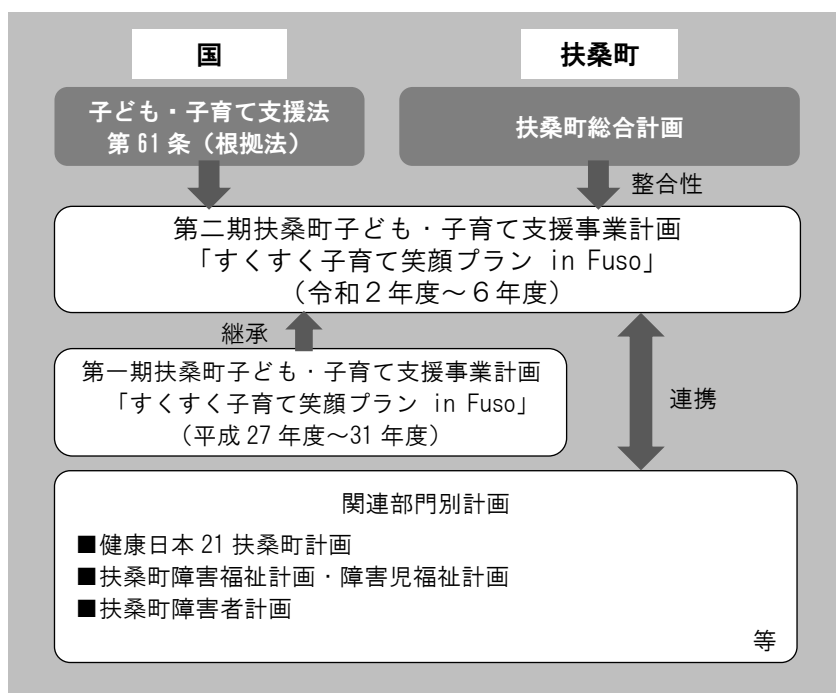 国
扶桑町
子ども・子育て支援法
第61条（根拠法）
扶桑町総合計画
整合性
第二期扶桑町子ども・子育て支援事業計画
「すくすく子育て笑顔プラン in Fuso」
（令和２年度～６年度）
継承
第一期扶桑町子ども・子育て支援事業計画
「すくすく子育て笑顔プラン in Fuso」
（平成27年度～31年度）
連携
関連部門別計画
■健康日本21扶桑町計画
■扶桑町障害福祉計画・障害児福祉計画
■扶桑町障害者計画
等